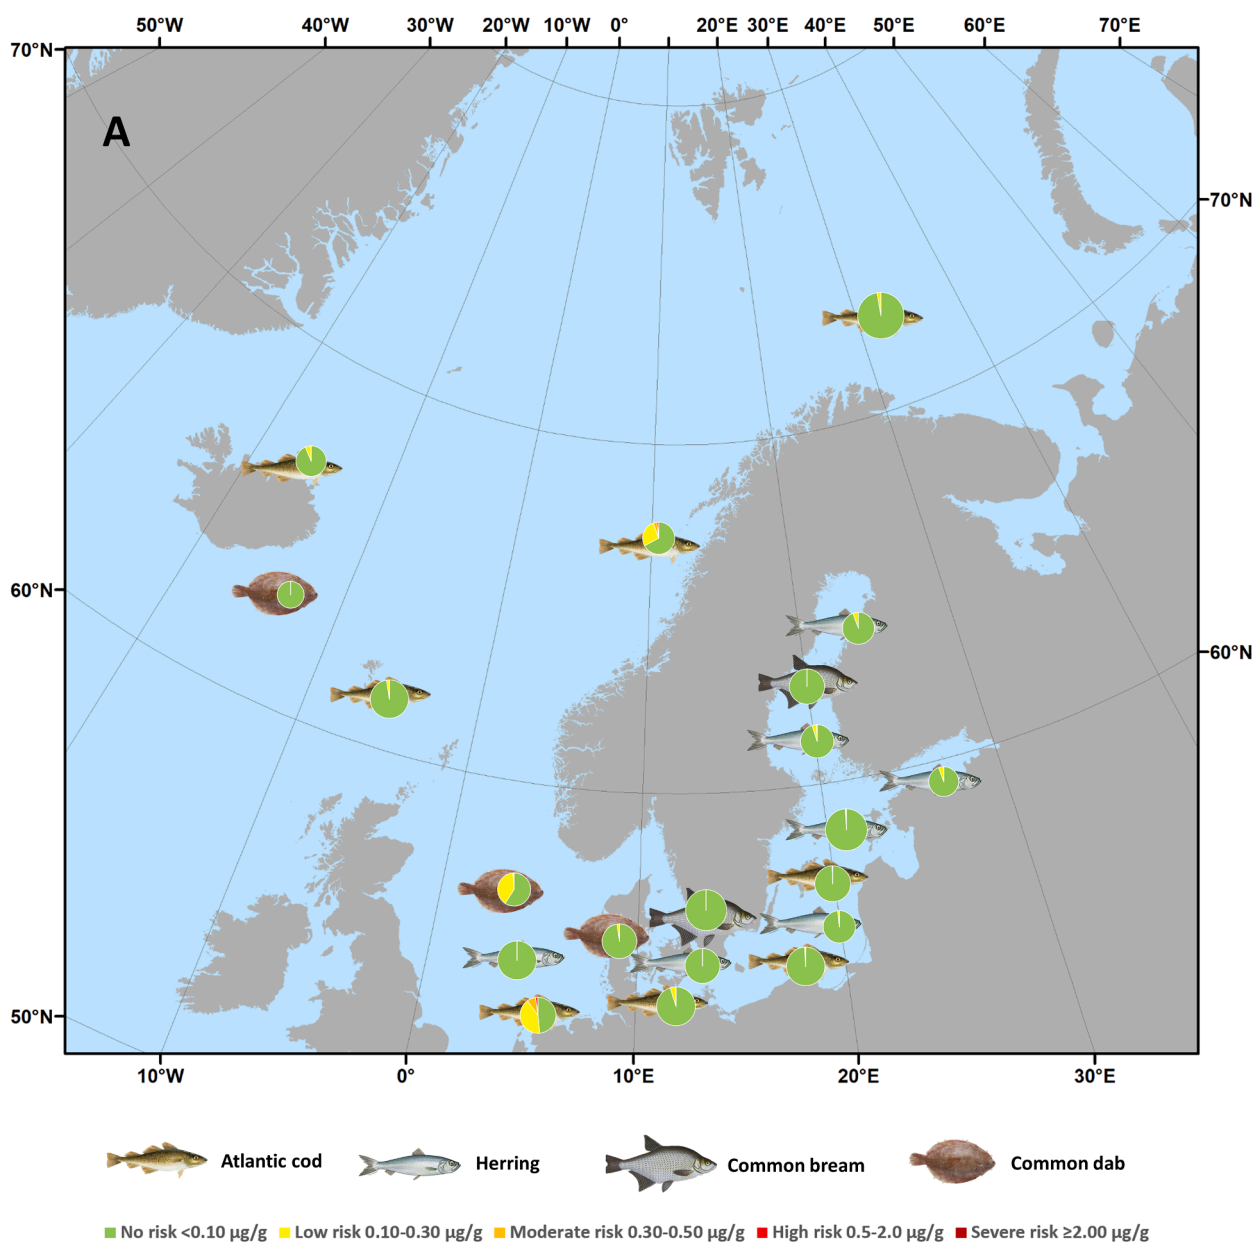 50°W 40°W 30°W 20°W 10°W 0° 20°E 30°E 40°E 50°E 60°E 70°E
70°N
A
70°N
60°N
60°N
50°N
10°W 0° 10°E 20°E 30°E
Atlantic cod Herring Common bream Common dab
No risk <0.10 µg/g Low risk 0.10-0.30 µg/g Moderate risk 0.30-0.50 µg/g High risk 0.5-2.0 µg/g Severe risk ≥2.00 µg/g